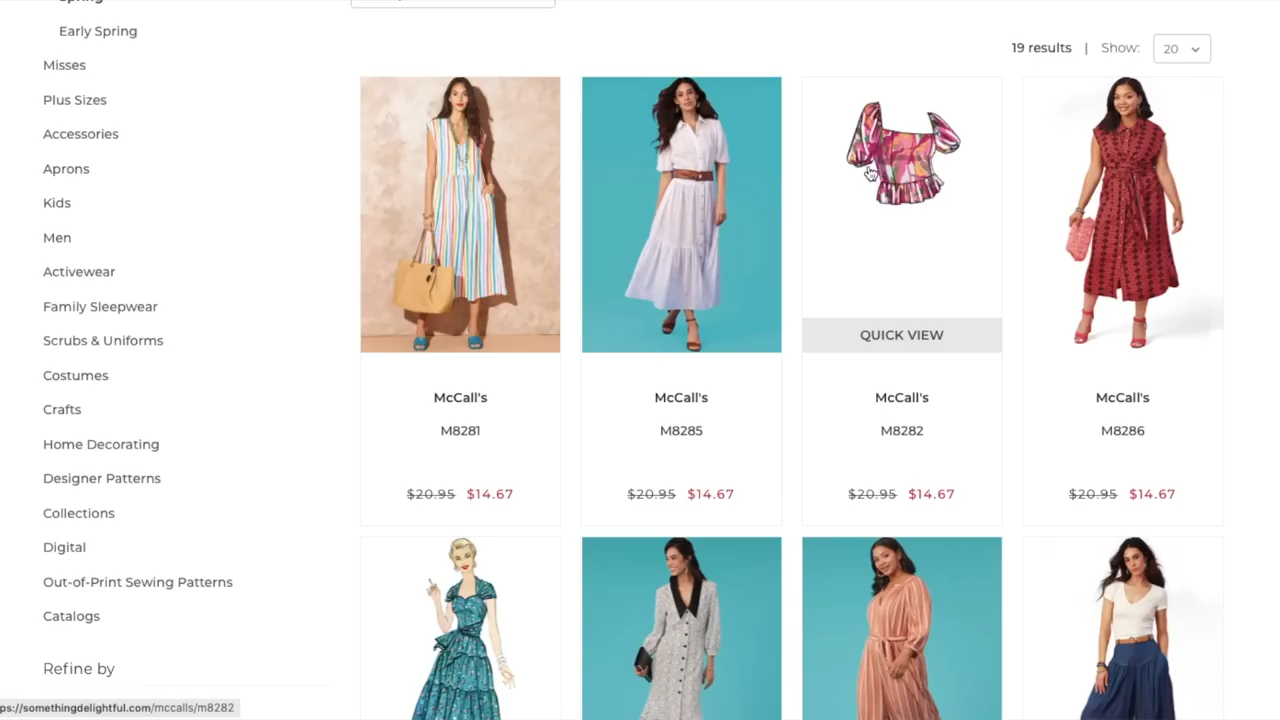 Early Spring
Misses
Plus Sizes
Accessories
Aprons
Kids
Men
Activewear
Family Sleepwear
Scrubs & Uniforms
Costumes
Crafts
Home Decorating
Designer Patterns
Collections
Digital
Out-of-Print Sewing Patterns
Catalogs
Refine by
19 results | Show: 20
QUICK VIEW
McCall's
M8281
$20.95 $14.67
McCall's
M8285
$20.95 $14.67
McCall's
M8282
$20.95 $14.67
McCall's
M8286
$20.95 $14.67
ps://somethingdelightful.com/mccalls/m8282